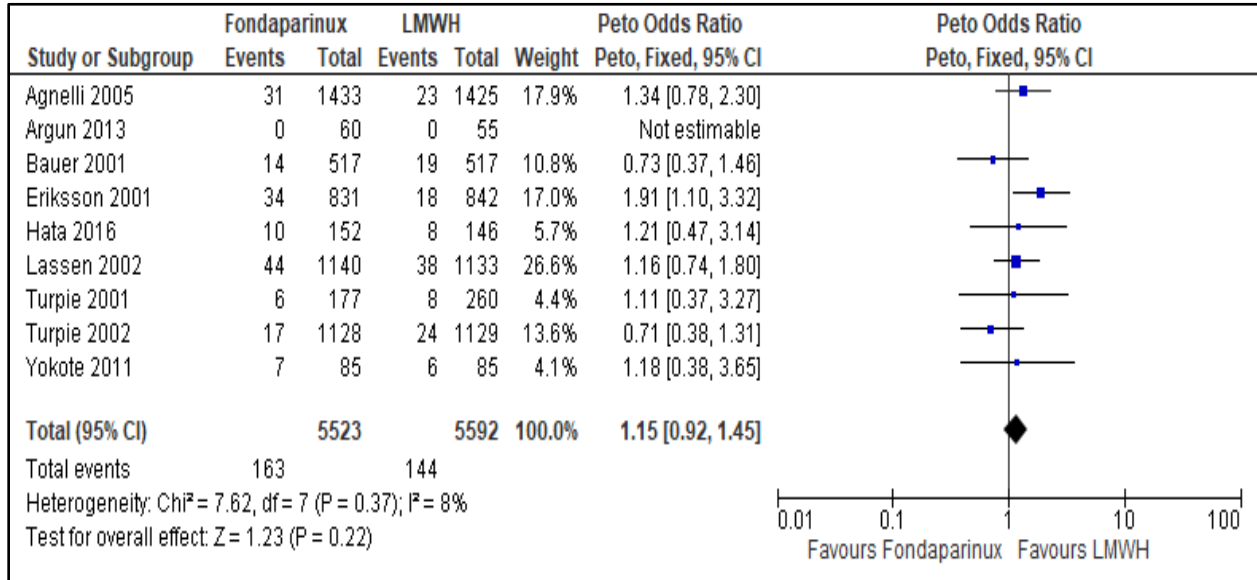 Fondaparinux LMWH Peto Odds Ratio Peto Odds Ratio
Study or Subgroup Events Total Events Total Weight Peto, Fixed, 95% CI Peto, Fixed, 95% CI
Agnelli 2005 31 1433 23 1425 17.9% 1.34 [0.78, 2.30]
Argun 2013 0 60 0 55 Not estimable
Bauer 2001 14 517 19 517 10.8% 0.73 [0.37, 1.46]
Eriksson 2001 34 831 18 842 17.0% 1.91 [1.10, 3.32]
Hata 2016 10 152 8 146 5.7% 1.21 [0.47, 3.14]
Lassen 2002 44 1140 38 1133 26.6% 1.16 [0.74, 1.80]
Turpie 2001 6 177 8 260 4.4% 1.11 [0.37, 3.27]
Turpie 2002 17 1128 24 1129 13.6% 0.71 [0.38, 1.31]
Yokote 2011 7 85 6 85 4.1% 1.18 [0.38, 3.65]
Total (95% CI) 5523 5592 100.0% 1.15 [0.92, 1.45]
Total events 163 144
Heterogeneity: Chi² = 7.62, df = 7 (P = 0.37); I² = 8%
Test for overall effect: Z = 1.23 (P = 0.22)
0.01 0.1 1 10 100
Favours Fondaparinux Favours LMWH